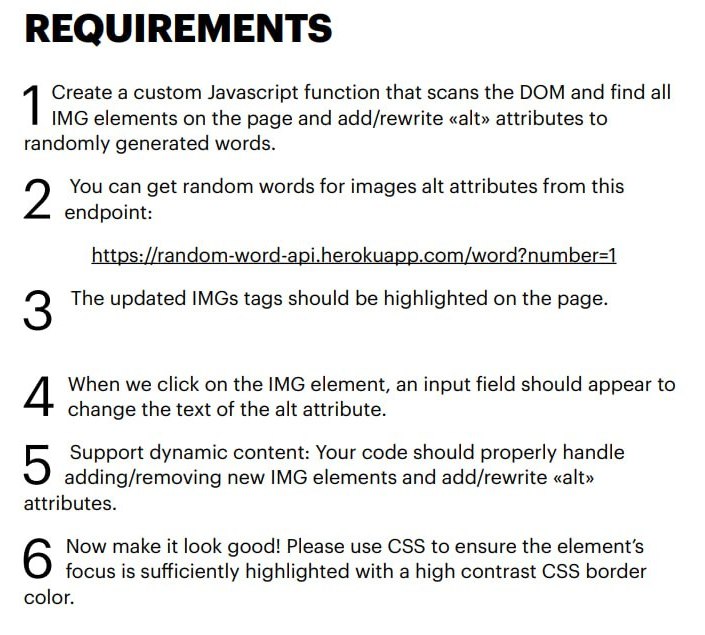 REQUIREMENTS
1 Create a custom Javascript function that scans the DOM and find all
IMG elements on the page and add/rewrite «alt» attributes to
randomly generated words.
2 You can get random words for images alt attributes from this
endpoint:
https://random-word-api.herokuapp.com/word?number=1
3 The updated IMGs tags should be highlighted on the page.
4 When we click on the IMG element, an input field should appear to
change the text of the alt attribute.
5 Support dynamic content: Your code should properly handle
adding/removing new IMG elements and add/rewrite «alt»
attributes.
6 Now make it look good! Please use CSS to ensure the element's
focus is sufficiently highlighted with a high contrast CSS border
color.